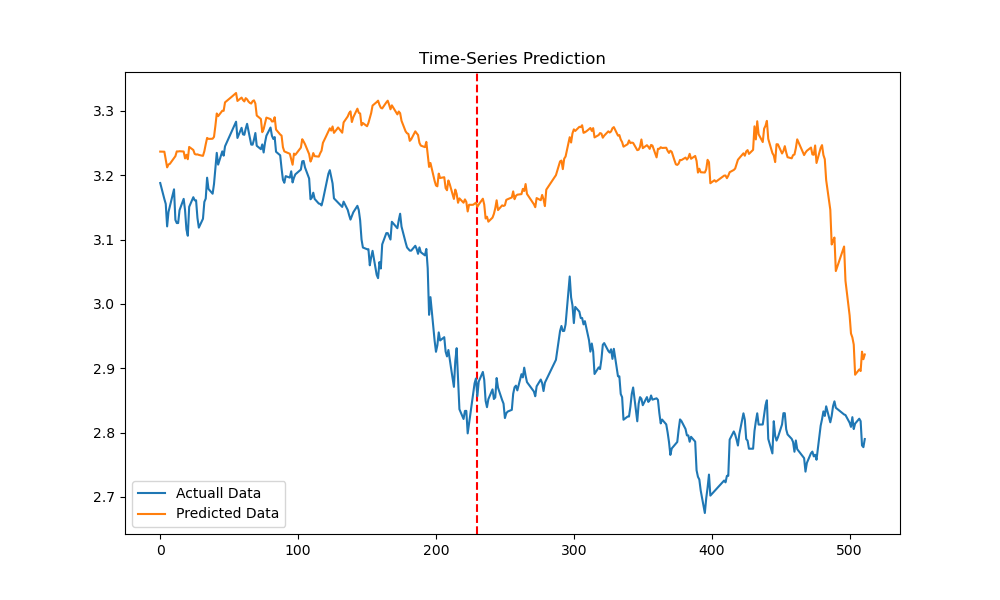 Time-Series Prediction
3.3
3.2
3.1
3.0
2.9
2.8
2.7
Actuall Data
Predicted Data
0 100 200 300 400 500